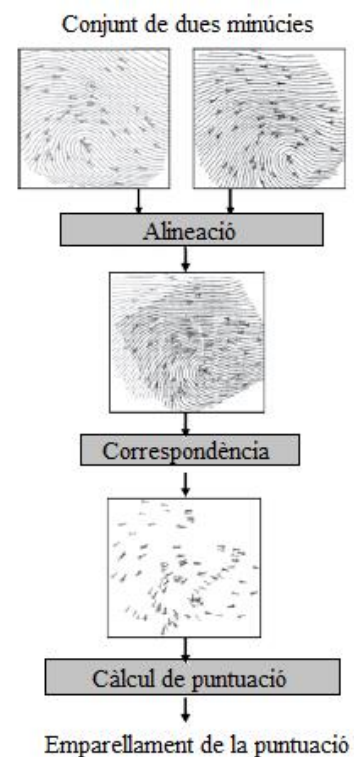 Conjunt de dues minúcies
Alineació
Correspondència
Càlcul de puntuació
Emparellament de la puntuació